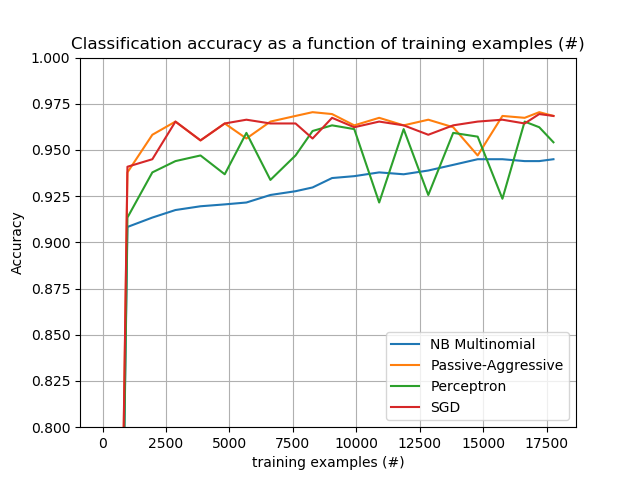 Classification accuracy as a function of training examples (#)
1.000
0.975
0.950
0.925
0.900
0.875
0.850
0.825
0.800
Accuracy
NB Multinomial
Passive-Aggressive
Perceptron
SGD
0 2500 5000 7500 10000 12500 15000 17500
training examples (#)